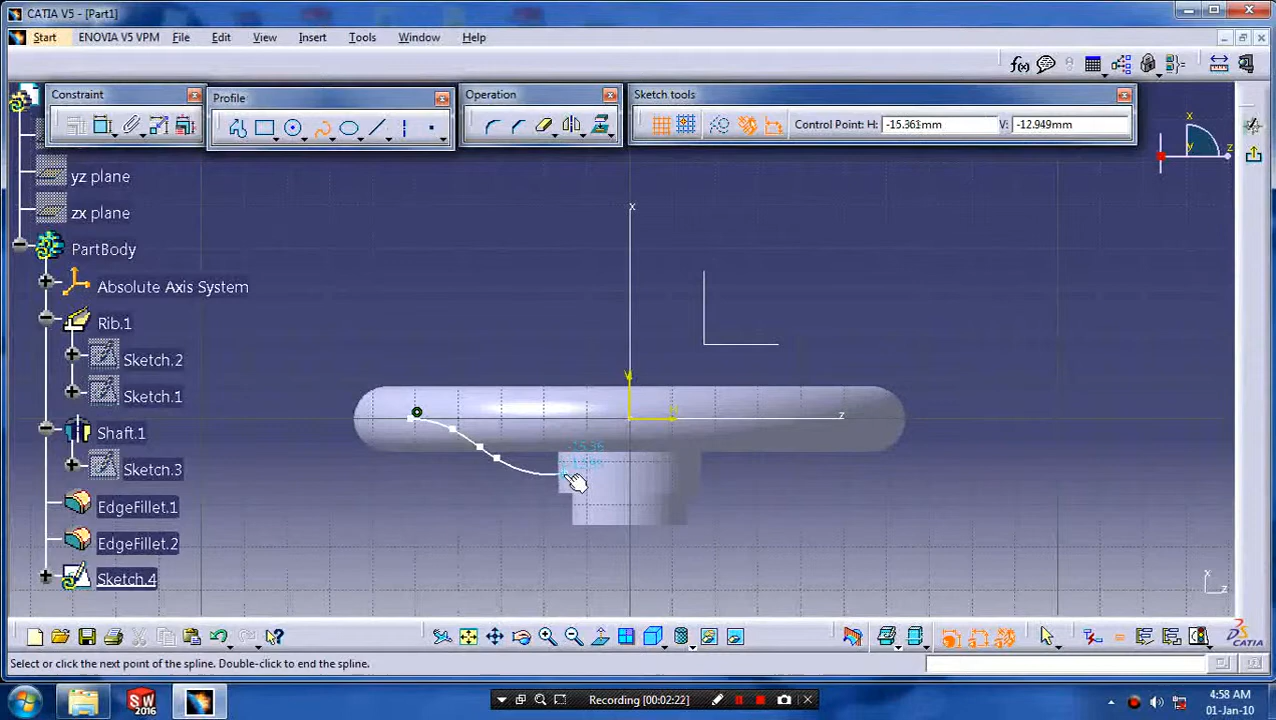 CATIA V5 - [Part1]
Start ENOVIA V5 VPM File Edit View Insert Tools Window Help
f(x)
Constraint
Profile
Operation
Sketch tools
Control Point: H: -15.361mm V: -12.949mm
yz plane
zx plane
PartBody
Absolute Axis System
Rib.1
Sketch.2
Sketch.1
Shaft.1
Sketch.3
EdgeFillet.1
EdgeFillet.2
Sketch.4
x
z
x
y
z
x
z
CATIA
Select or click the next point of the spline. Double-click to end the spline.
SW
2016
Recording [00:02:22]
4:58 AM
01-Jan-10